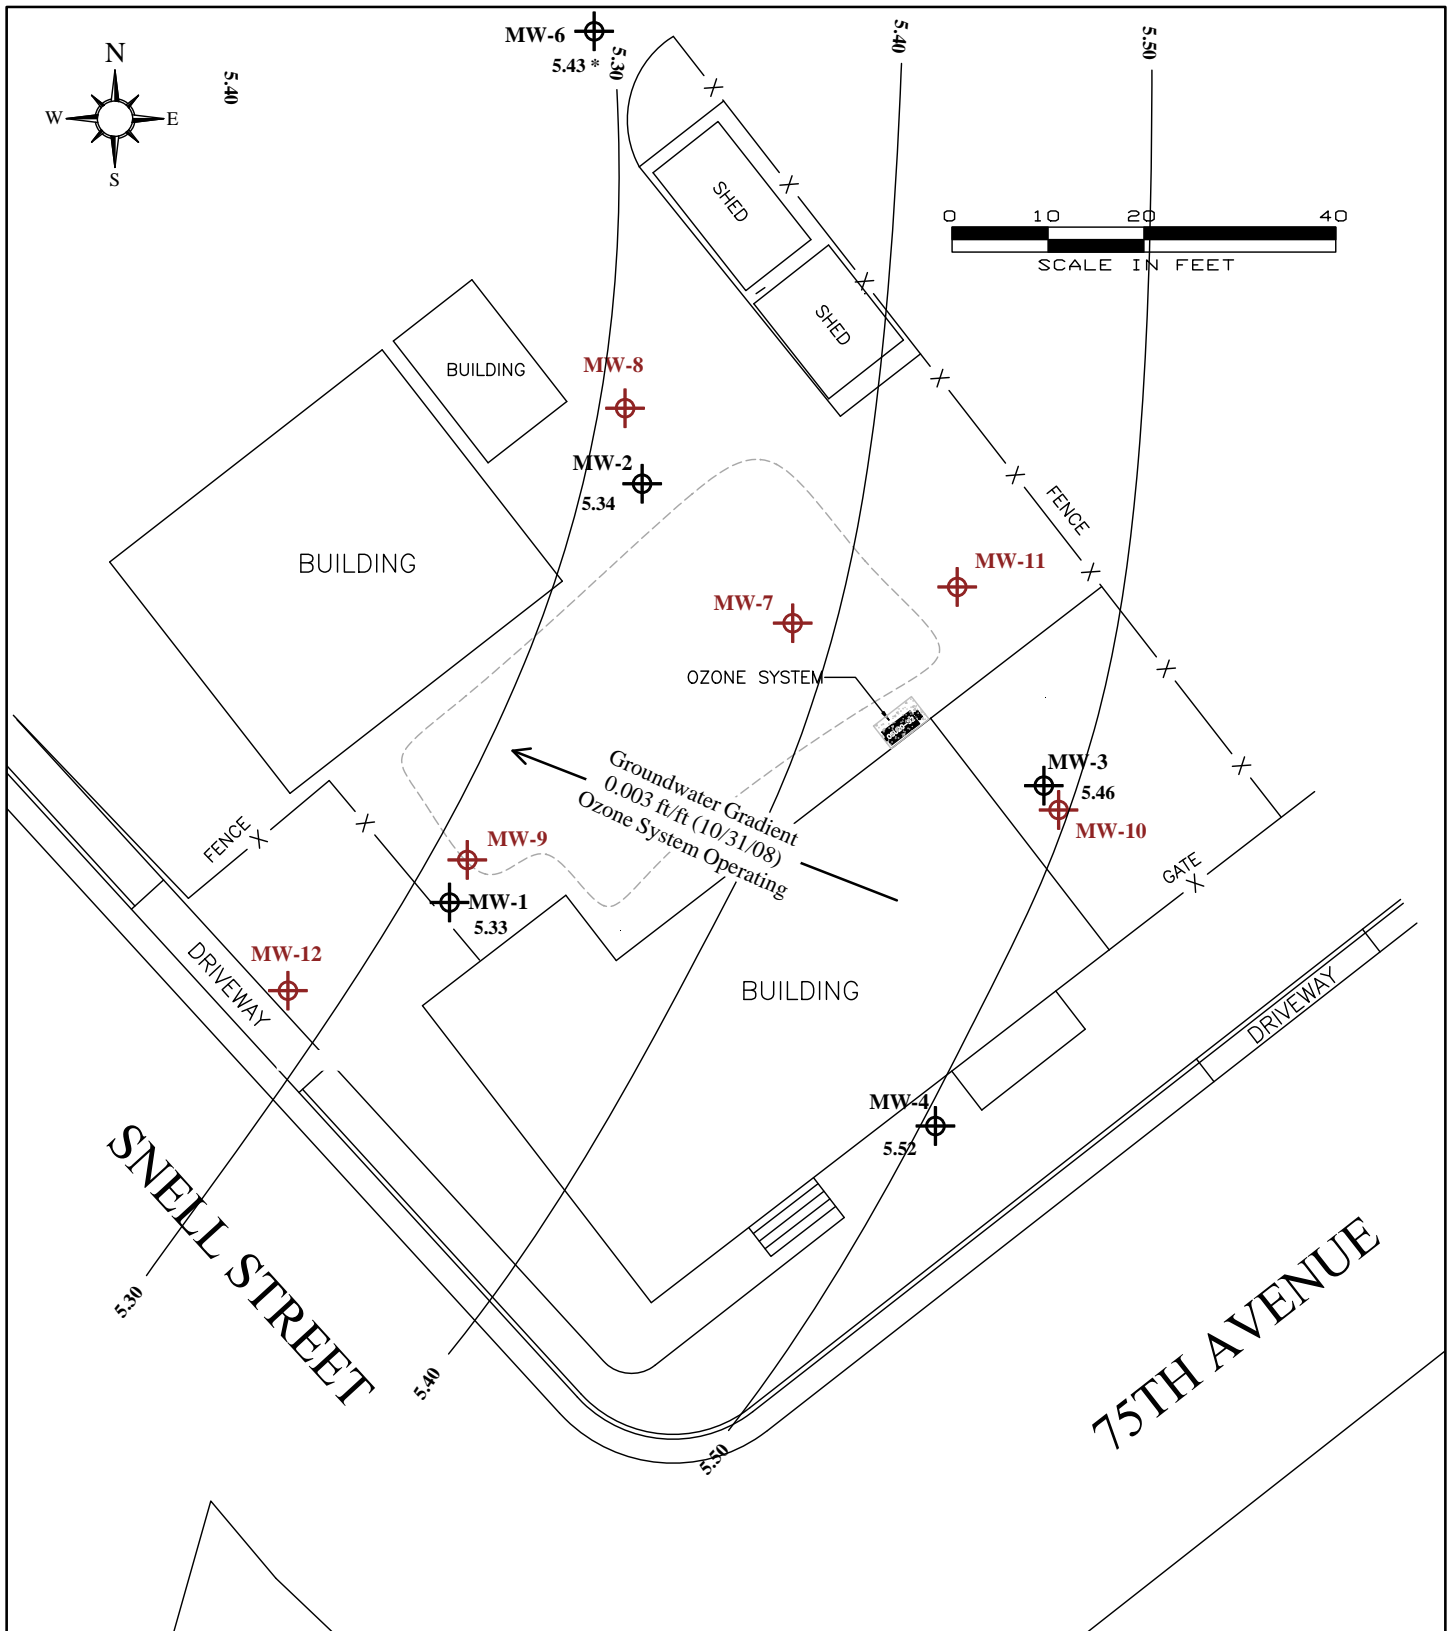 MW-6
5.43 *
5.30
5.40
5.50
N
W
E
S
5.40
0 10 20 40
SCALE IN FEET
SHED
SHED
MW-8
BUILDING
MW-2
5.34
BUILDING
FENCE
MW-11
MW-7
OZONE SYSTEM
MW-3
5.46
MW-10
Groundwater Gradient
0.003 ft/ft (10/31/08)
Ozone System Operating
FENCE
MW-9
MW-1
5.33
GATE
MW-12
DRIVEWAY
BUILDING
DRIVEWAY
MW-4
5.52
SNELL STREET
75TH AVENUE
5.30
5.40
5.50